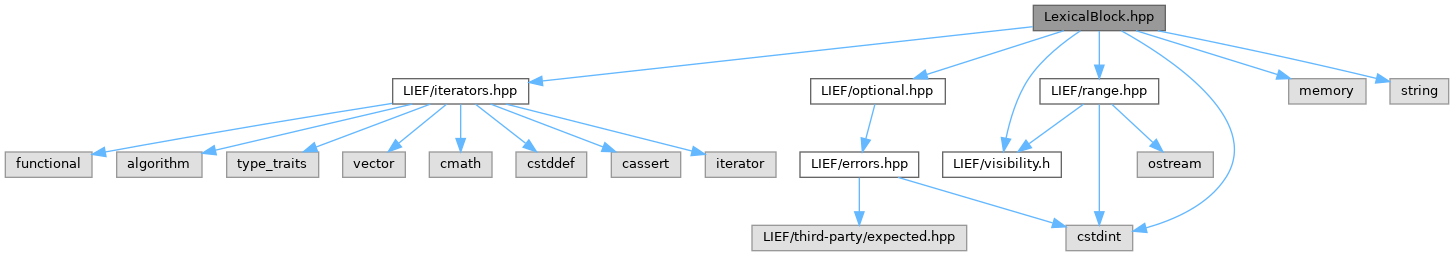 LexicalBlock.hpp
LIEF/iterators.hpp
LIEF/optional.hpp
LIEF/range.hpp
memory
string
functional
algorithm
type_traits
vector
cmath
cstddef
cassert
iterator
LIEF/errors.hpp
LIEF/visibility.h
ostream
LIEF/third-party/expected.hpp
cstdint